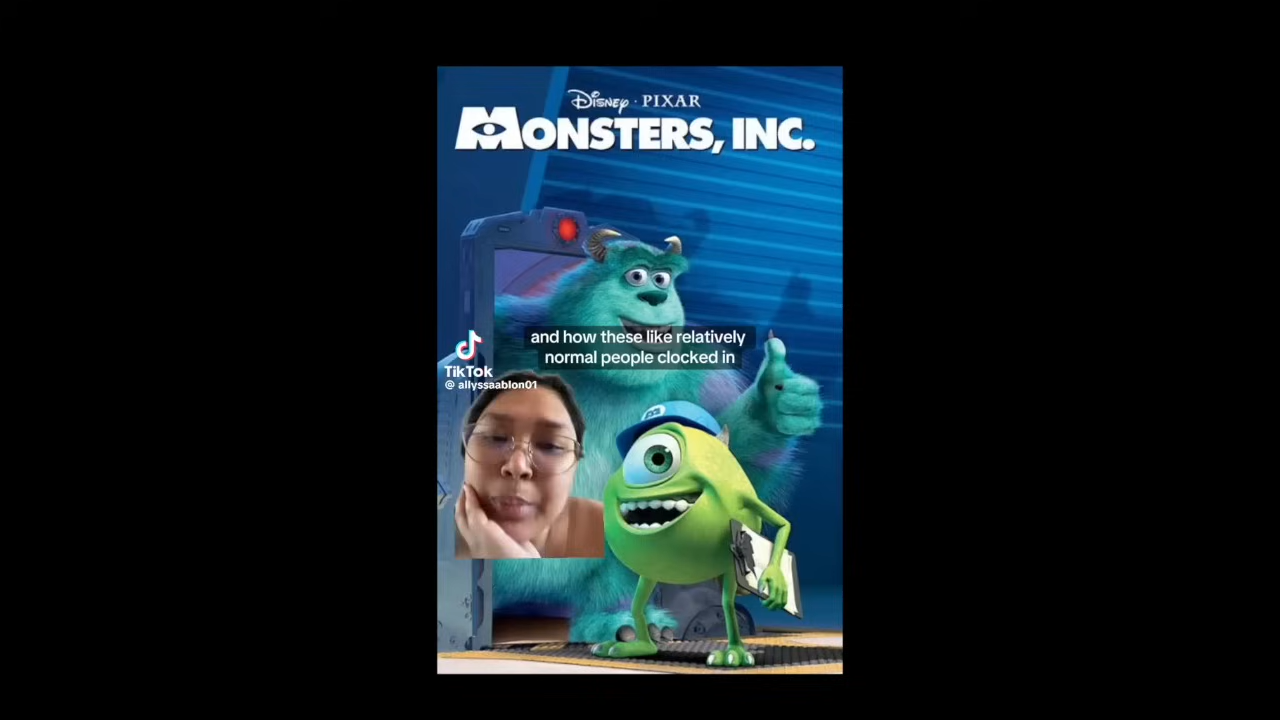 Disney · PIXAR
MONSTERS, INC.
and how these like relatively
normal people clocked in
TikTok
@ allyssaablon01